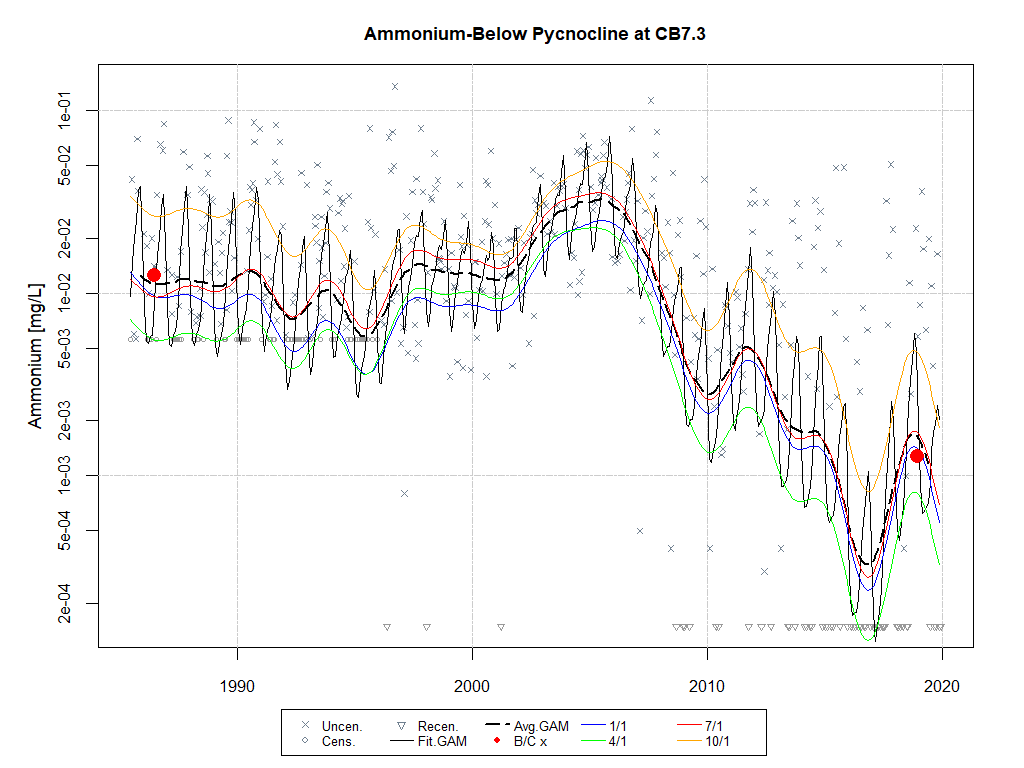 Ammonium-Below Pycnocline at CB7.3
Ammonium [mg/L]
1e-01
5e-02
2e-02
1e-02
5e-03
2e-03
1e-03
5e-04
2e-04
1990 2000 2010 2020
Uncen. Recen. Avg.GAM 1/1 7/1
Cens. Fit.GAM B/C x 4/1 10/1